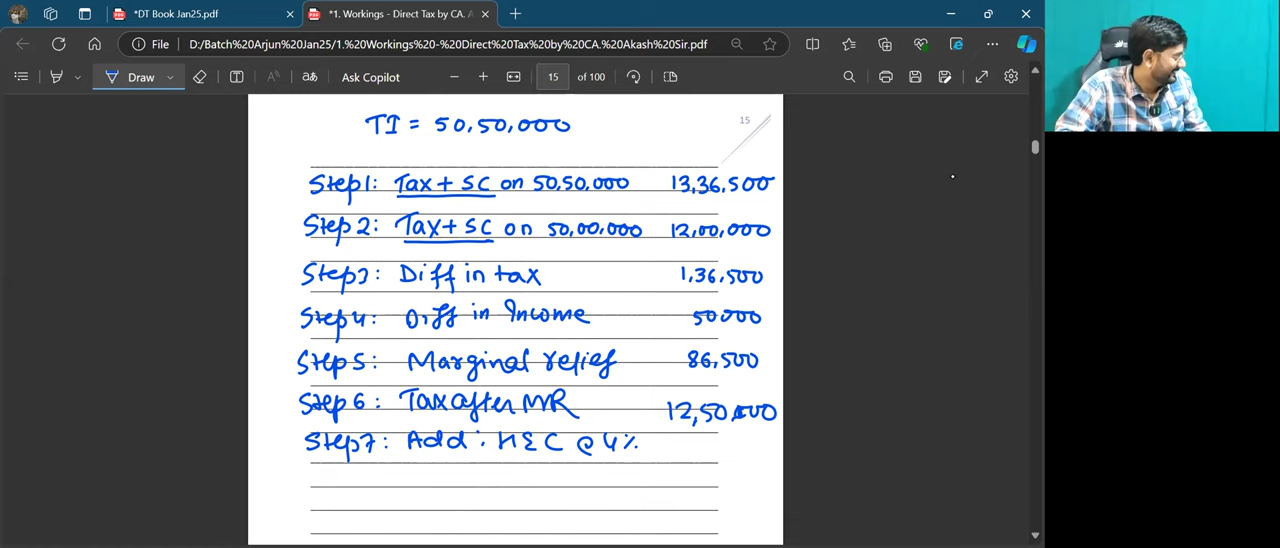 *DT Book Jan25.pdf
*1. Workings - Direct Tax by CA. A
File D:/Batch%20Arjun%20Jan25/1.%20Workings%20-%20Direct%20Tax%20by%20CA.%20Akash%20Sir.pdf
Draw
Ask Copilot
15 of 100
TI = 50,50,000
15
Step1: Tax + SC on 50,50,000 13,36,500
Step2: Tax + SC on 50,00,000 12,00,000
Step3: Diff in tax 1,36,500
Step4: Diff in Income 50000
Step5: Marginal relief 86,500
Step6: Tax after MR 12,50,000
Step7: Add: HEC @ 4%